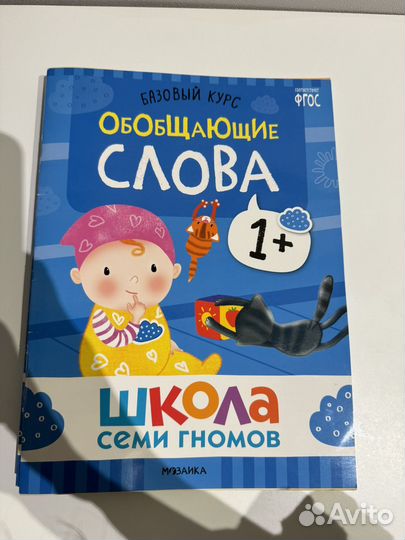 БАЗОВЫЙ КУРС
ФГОС
ОБОБЩАЮЩИЕ
СЛОВА
1+
ШКОЛА
СЕМИ ГНОМОВ
МОЗАИКА
Avito